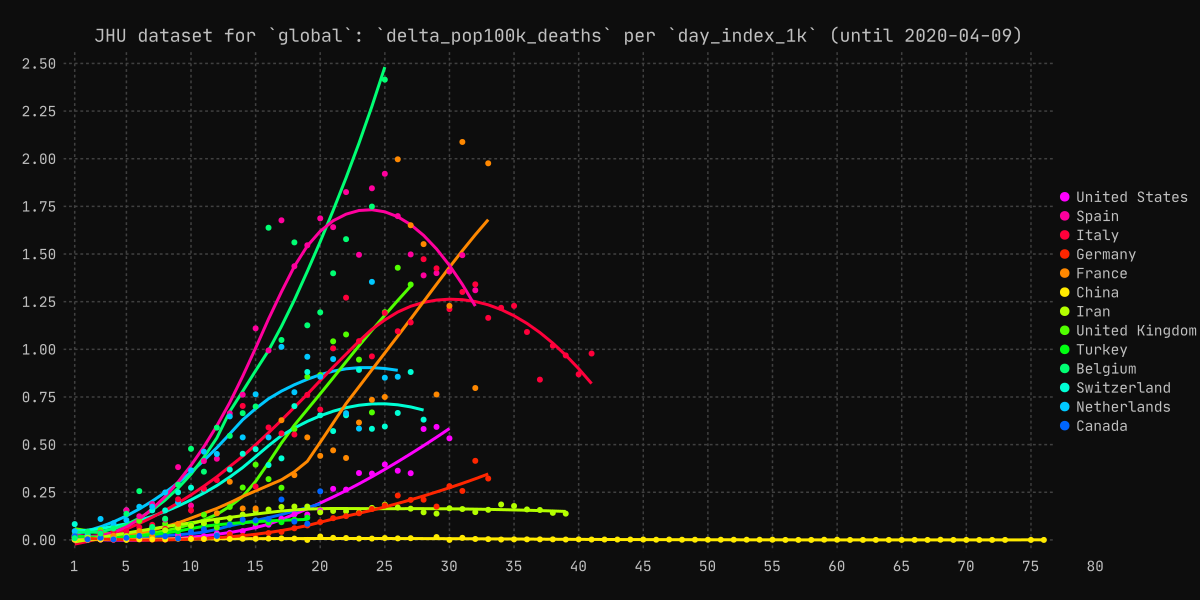 JHU dataset for `global`: `delta_pop100k_deaths` per `day_index_1k` (until 2020-04-09)
2.50
2.25
2.00
1.75
1.50
1.25
1.00
0.75
0.50
0.25
0.00
1 5 10 15 20 25 30 35 40 45 50 55 60 65 70 75 80
United States
Spain
Italy
Germany
France
China
Iran
United Kingdom
Turkey
Belgium
Switzerland
Netherlands
Canada